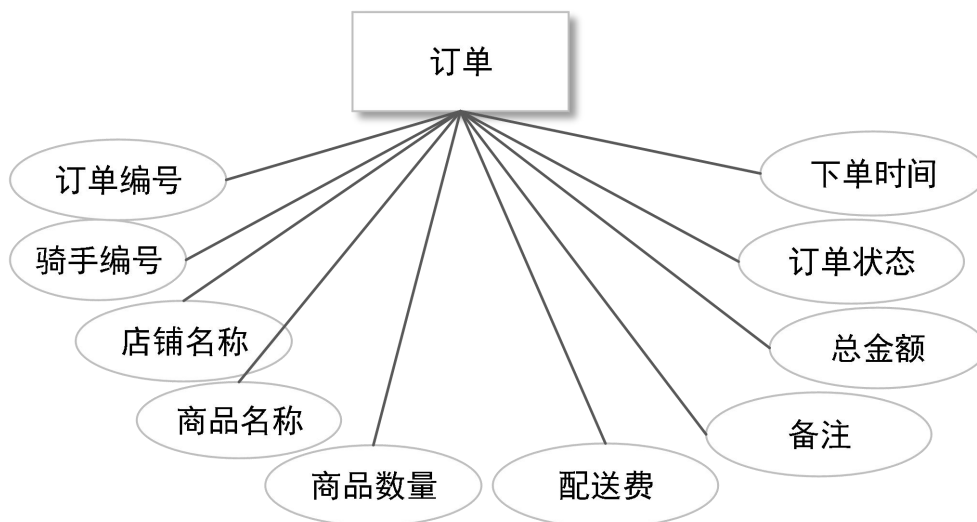 订单
订单编号
下单时间
骑手编号
订单状态
店铺名称
总金额
商品名称
备注
商品数量
配送费